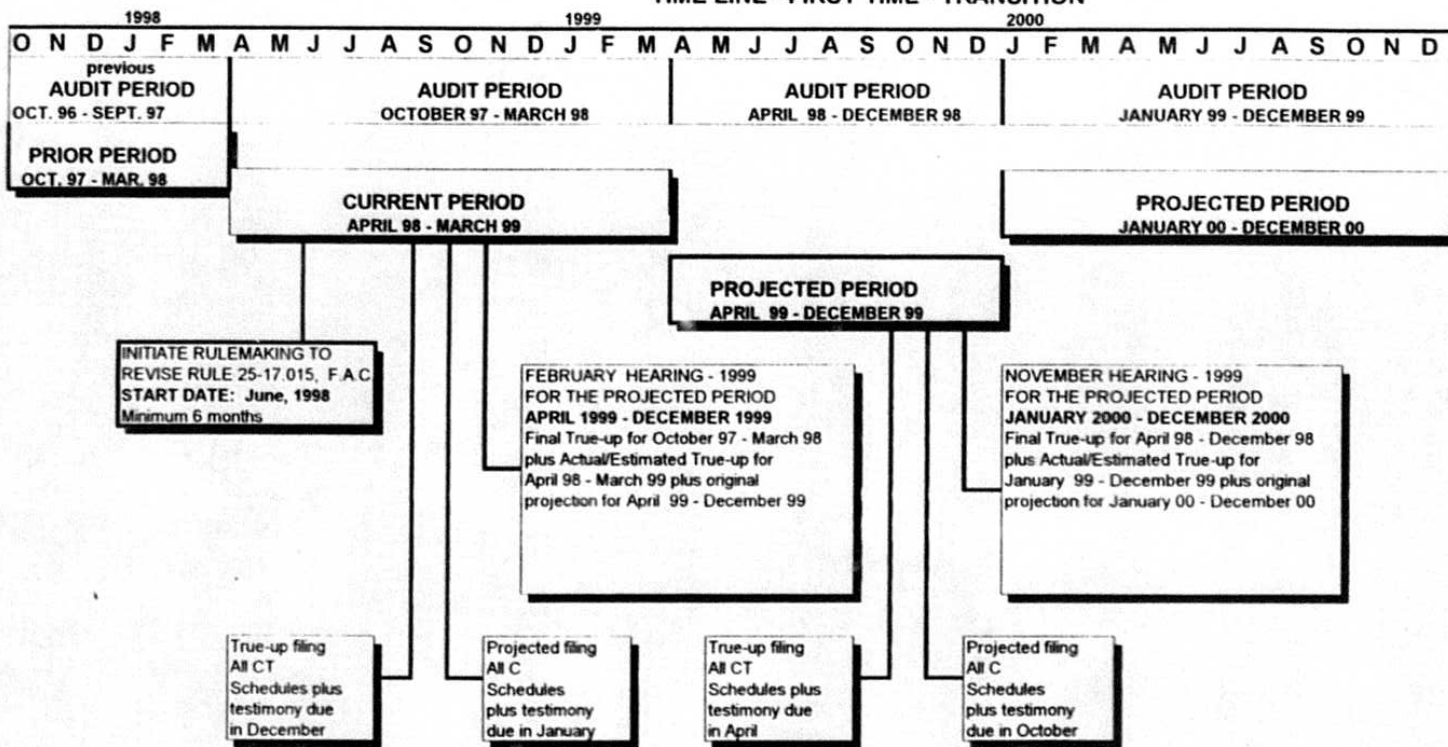 TIME LINE - FIRST TIME - TRANSITION
1998 1999 2000
O N D J F M A M J J A S O N D J F M A M J J A S O N D J F M A M J J A S O N D
previous
AUDIT PERIOD
OCT. 96 - SEPT. 97
AUDIT PERIOD
OCTOBER 97 - MARCH 98
AUDIT PERIOD
APRIL 98 - DECEMBER 98
AUDIT PERIOD
JANUARY 99 - DECEMBER 99
PRIOR PERIOD
OCT. 97 - MAR. 98
CURRENT PERIOD
APRIL 98 - MARCH 99
PROJECTED PERIOD
JANUARY 00 - DECEMBER 00
PROJECTED PERIOD
APRIL 99 - DECEMBER 99
INITIATE RULEMAKING TO
REVISE RULE 25-17.015, F.A.C
START DATE: June, 1998
Minimum 6 months
FEBRUARY HEARING - 1999
FOR THE PROJECTED PERIOD
APRIL 1999 - DECEMBER 1999
Final True-up for October 97 - March 98
plus Actual/Estimated True-up for
April 98 - March 99 plus original
projection for April 99 - December 99
NOVEMBER HEARING - 1999
FOR THE PROJECTED PERIOD
JANUARY 2000 - DECEMBER 2000
Final True-up for April 98 - December 98
plus Actual/Estimated True-up for
January 99 - December 99 plus original
projection for January 00 - December 00
True-up filing
All CT
Schedules plus
testimony due
in December
Projected filing
All C
Schedules
plus testimony
due in January
True-up filing
All CT
Schedules plus
testimony due
in April
Projected filing
All C
Schedules
plus testimony
due in October